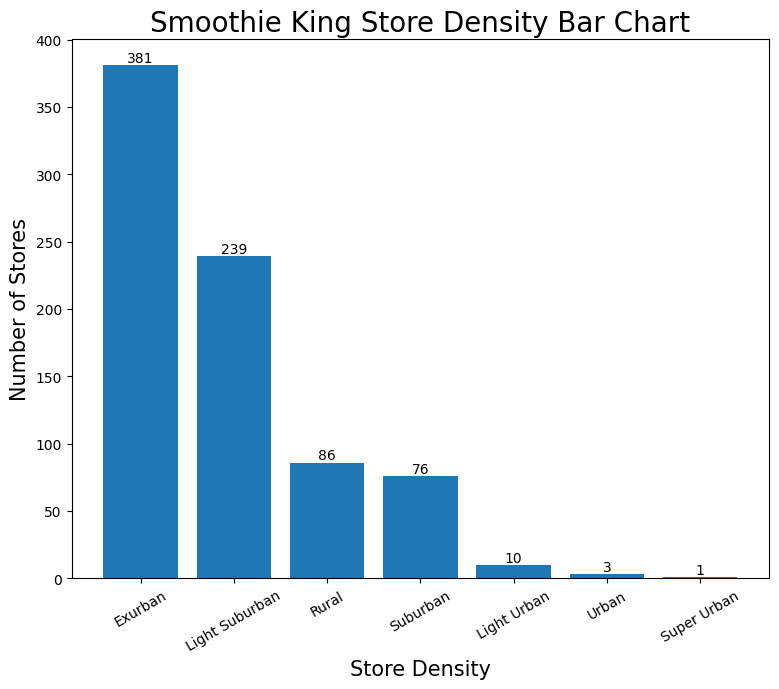 Smoothie King Store Density Bar Chart
400
350
300
250
200
150
100
50
0
Number of Stores
381
239
86
76
10
3
1
Exurban
Light Suburban
Rural
Suburban
Light Urban
Urban
Super Urban
Store Density